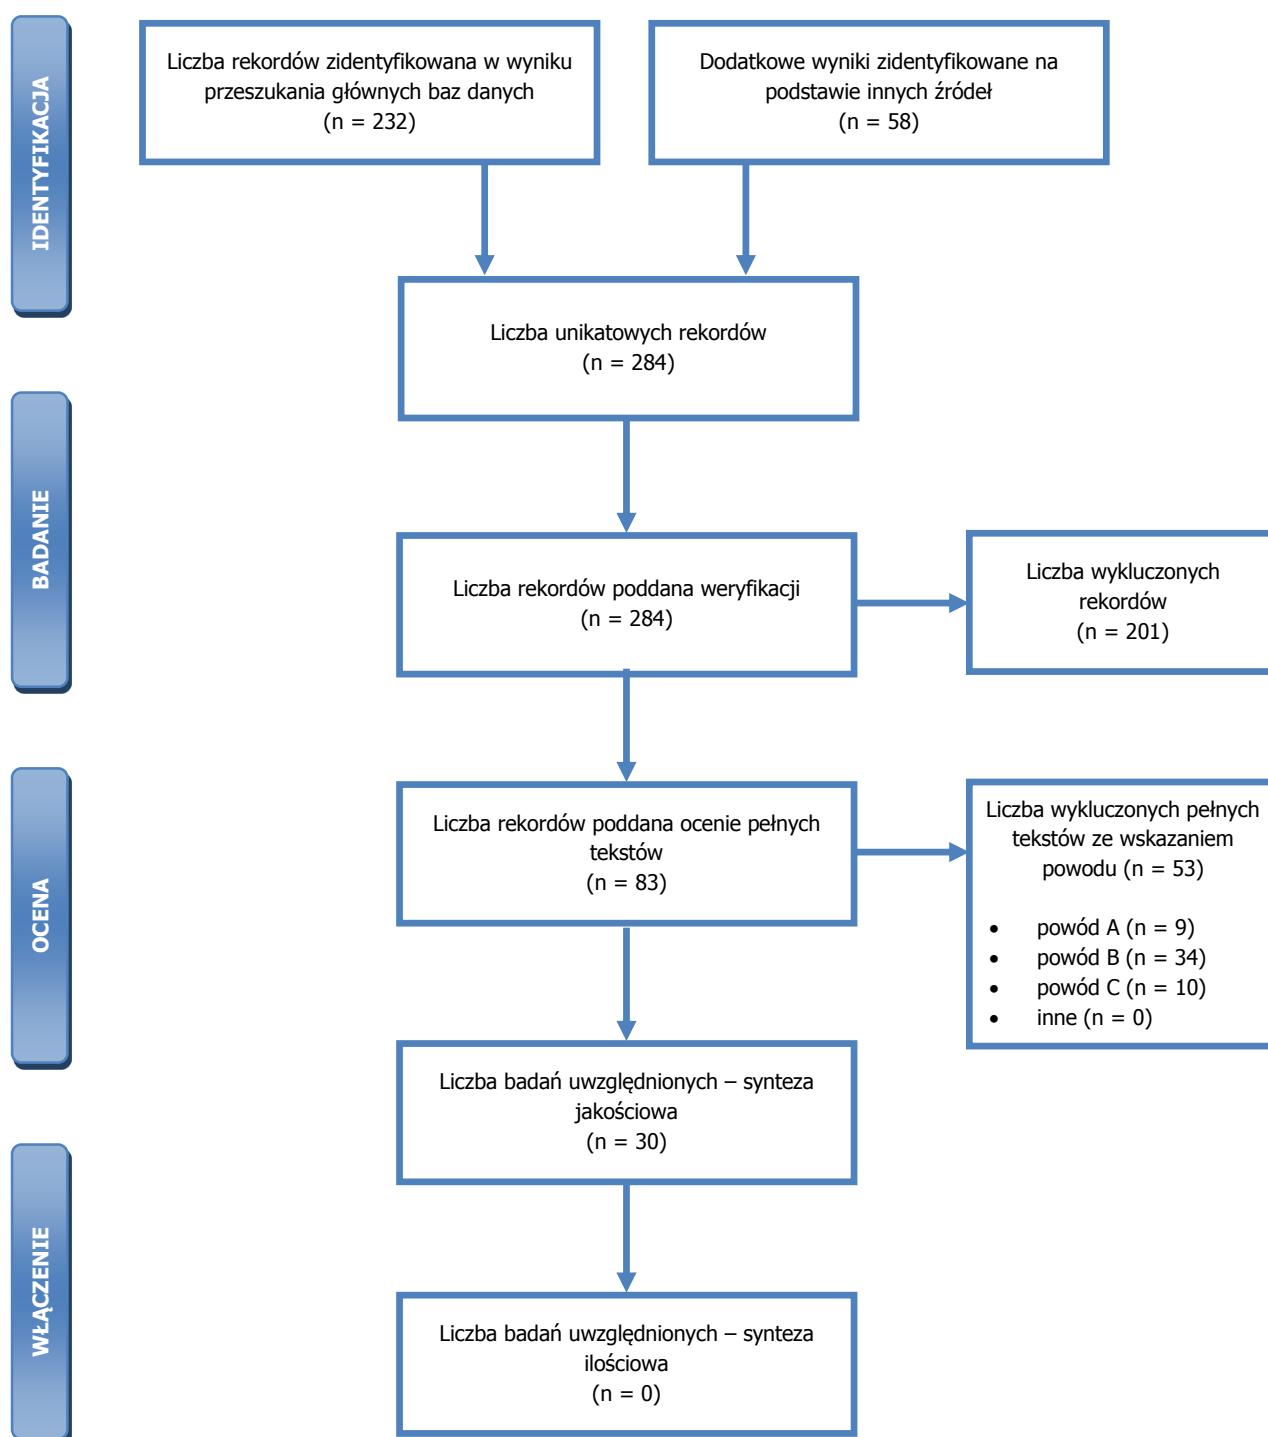 IDENTYFIKACJA
Liczba rekordów zidentyfikowana w wyniku
przeszukania głównych baz danych
(n = 232)
Dodatkowe wyniki zidentyfikowane na
podstawie innych źródeł
(n = 58)
Liczba unikatowych rekordów
(n = 284)
BADANIE
Liczba rekordów poddana weryfikacji
(n = 284)
Liczba wykluczonych
rekordów
(n = 201)
OCENA
Liczba rekordów poddana ocenie pełnych
tekstów
(n = 83)
Liczba wykluczonych pełnych
tekstów ze wskazaniem
powodu (n = 53)
• powód A (n = 9)
• powód B (n = 34)
• powód C (n = 10)
• inne (n = 0)
Liczba badań uwzględnionych – synteza
jakościowa
(n = 30)
WŁĄCZENIE
Liczba badań uwzględnionych – synteza
ilościowa
(n = 0)